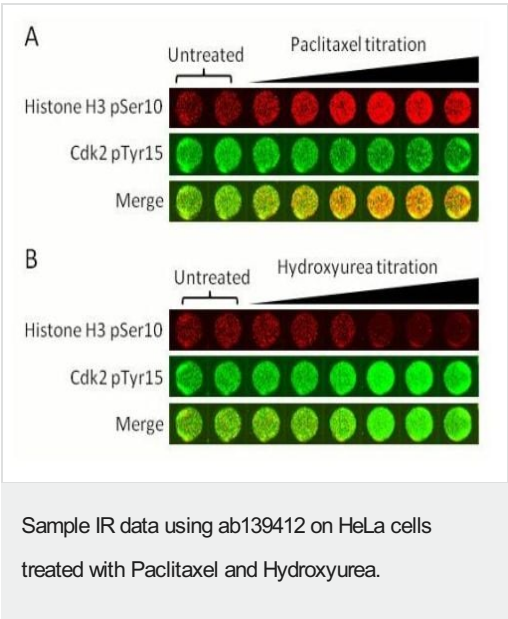 A
Untreated
Paclitaxel titration
Histone H3 pSer10
Cdk2 pTyr15
Merge
B
Untreated
Hydroxyurea titration
Histone H3 pSer10
Cdk2 pTyr15
Merge
Sample IR data using ab139412 on HeLa cells
treated with Paclitaxel and Hydroxyurea.